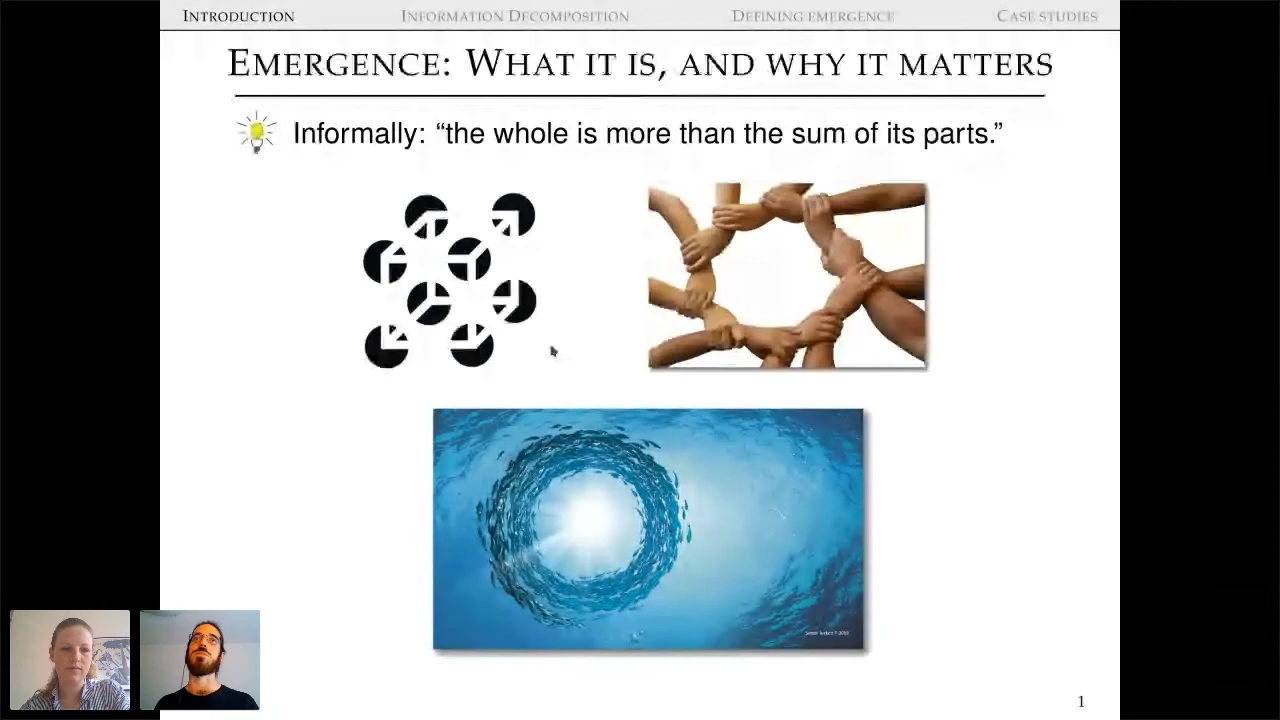 INTRODUCTION
INFORMATION DECOMPOSITION
DEFINING EMERGENCE
CASE STUDIES
EMERGENCE: WHAT IT IS, AND WHY IT MATTERS
Informally: “the whole is more than the sum of its parts.”
1